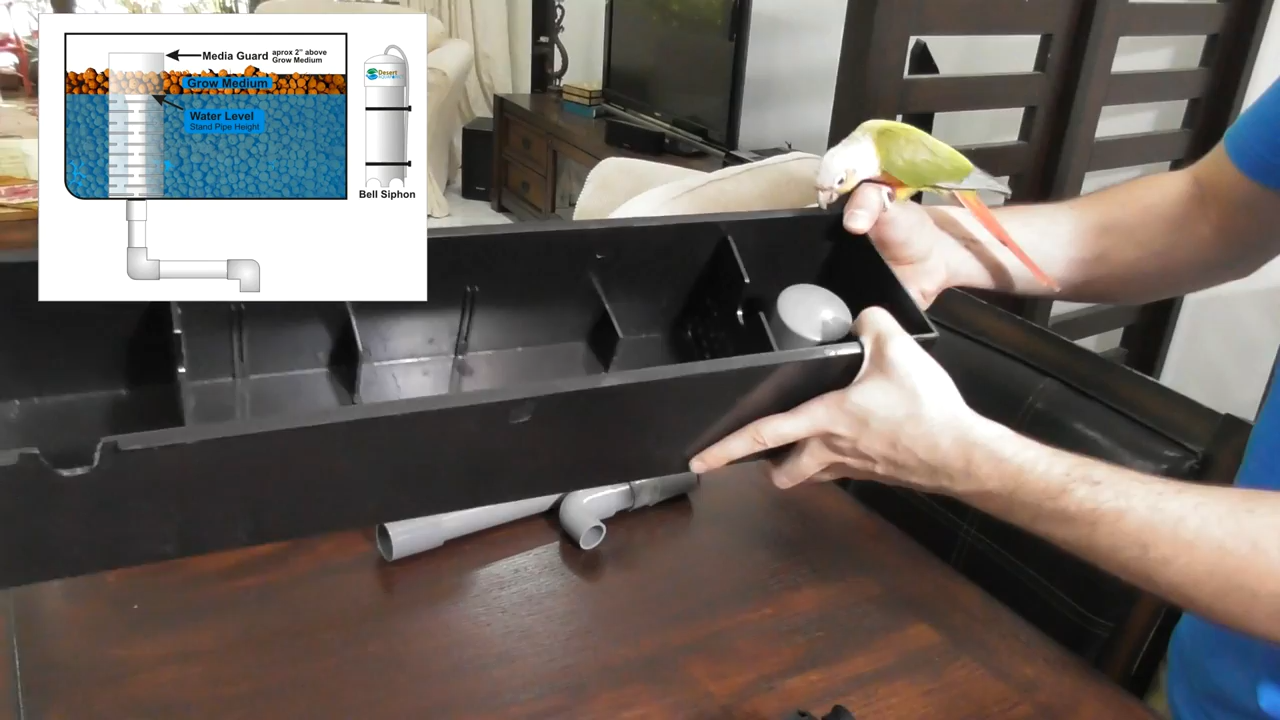 Media Guard aprox 2" above
Grow Medium
Grow Medium
Water Level
Stand Pipe Height
Desert
Bell Siphon